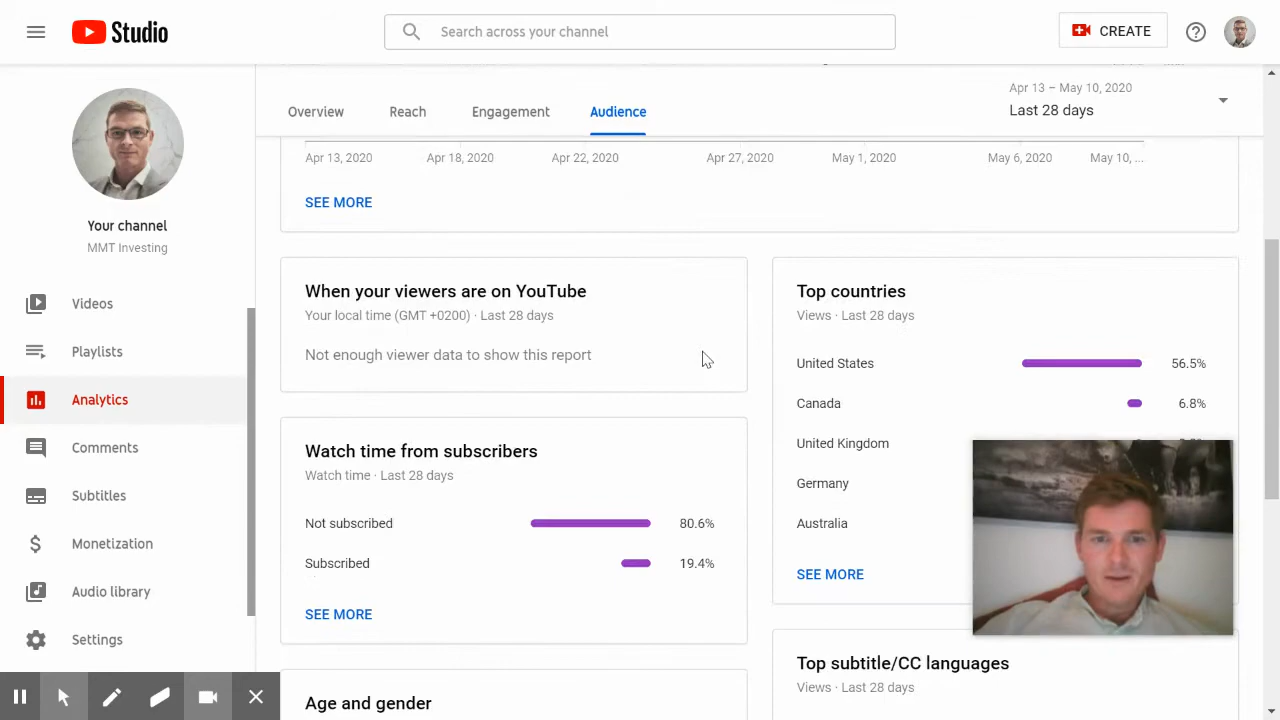 Studio
Search across your channel
CREATE
Your channel
MMT Investing
Videos
Playlists
Analytics
Comments
Subtitles
Monetization
Audio library
Settings
Overview
Reach
Engagement
Audience
Apr 13 – May 10, 2020
Last 28 days
Apr 13, 2020
Apr 18, 2020
Apr 22, 2020
Apr 27, 2020
May 1, 2020
May 6, 2020
May 10, ...
SEE MORE
When your viewers are on YouTube
Your local time (GMT +0200) · Last 28 days
Not enough viewer data to show this report
Watch time from subscribers
Watch time · Last 28 days
Not subscribed 80.6%
Subscribed 19.4%
SEE MORE
Age and gender
Top countries
Views · Last 28 days
United States 56.5%
Canada 6.8%
United Kingdom
Germany
Australia
SEE MORE
Top subtitle/CC languages
Views · Last 28 days